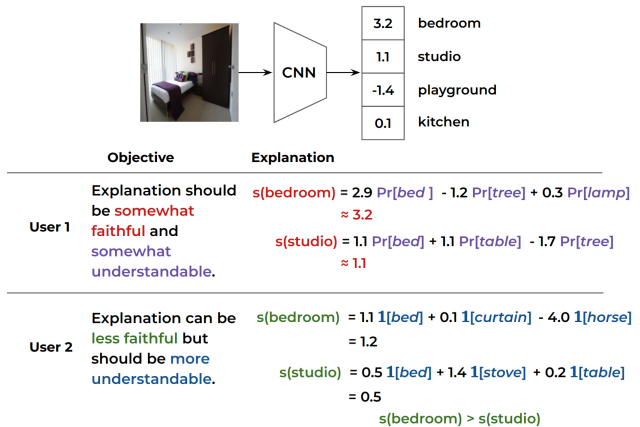 3.2 bedroom
1.1 studio
CNN
-1.4 playground
0.1 kitchen
Objective Explanation
User 1
Explanation should
be somewhat
faithful and
somewhat
understandable.
s(bedroom) = 2.9 Pr[bed ] - 1.2 Pr[tree] + 0.3 Pr[lamp]
≈ 3.2
s(studio) = 1.1 Pr[bed] + 1.1 Pr[table] - 1.7 Pr[tree]
≈ 1.1
User 2
Explanation can be
less faithful but
should be more
understandable.
s(bedroom) = 1.1 𝟏[bed] + 0.1 𝟏[curtain] - 4.0 𝟏[horse]
= 1.2
s(studio) = 0.5 𝟏[bed] + 1.4 𝟏[stove] + 0.2 𝟏[table]
= 0.5
s(bedroom) > s(studio)